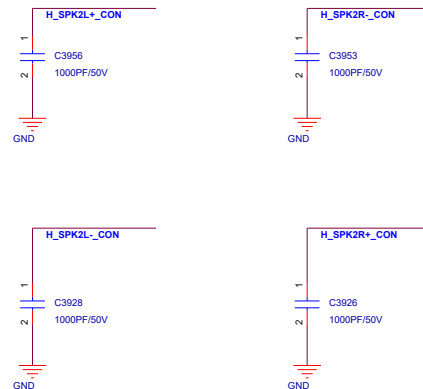 H_SPK2L+_CON
1
C3956
1000PF/50V
2
GND
H_SPK2R-_CON
1
C3953
1000PF/50V
2
GND
H_SPK2L-_CON
1
C3928
1000PF/50V
2
GND
H_SPK2R+_CON
1
C3926
1000PF/50V
2
GND